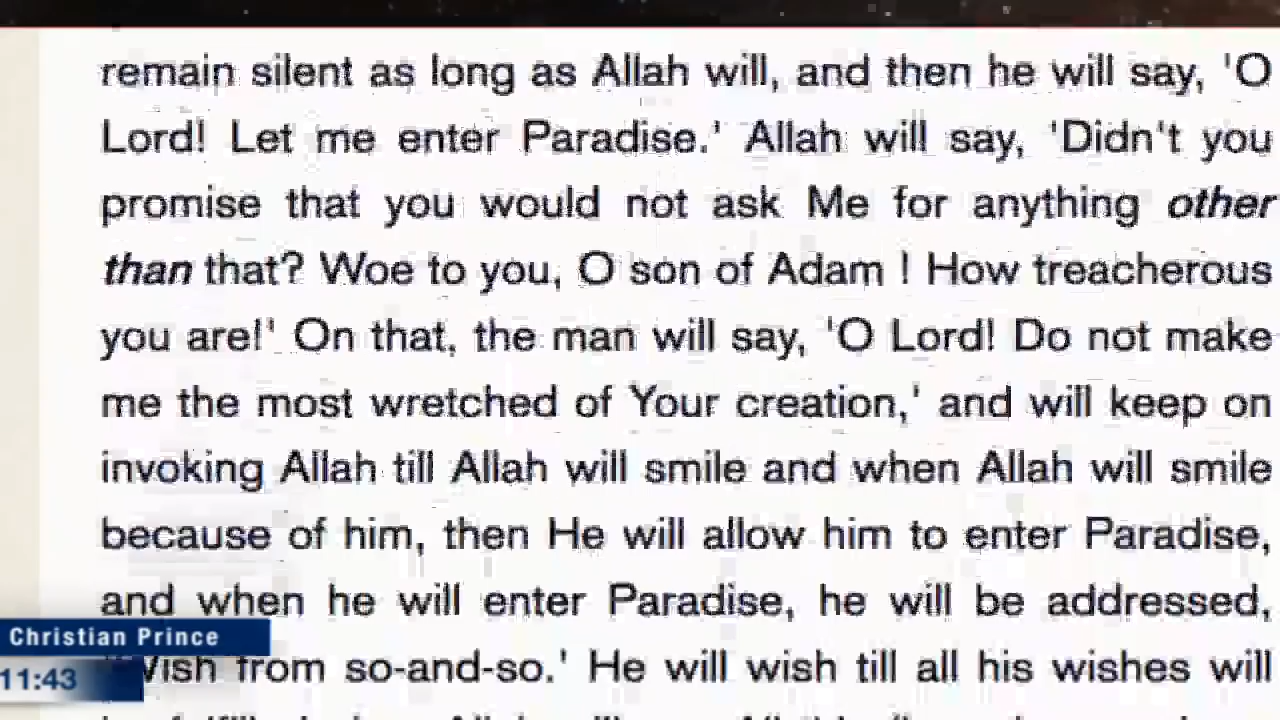 remain silent as long as Allah will, and then he will say, 'O
Lord! Let me enter Paradise.' Allah will say, 'Didn't you
promise that you would not ask Me for anything other
than that? Woe to you, O son of Adam ! How treacherous
you are!' On that, the man will say, 'O Lord! Do not make
me the most wretched of Your creation,' and will keep on
invoking Allah till Allah will smile and when Allah will smile
because of him, then He will allow him to enter Paradise,
and when he will enter Paradise, he will be addressed,
Christian Prince
'Wish from so-and-so.' He will wish till all his wishes will
11:43